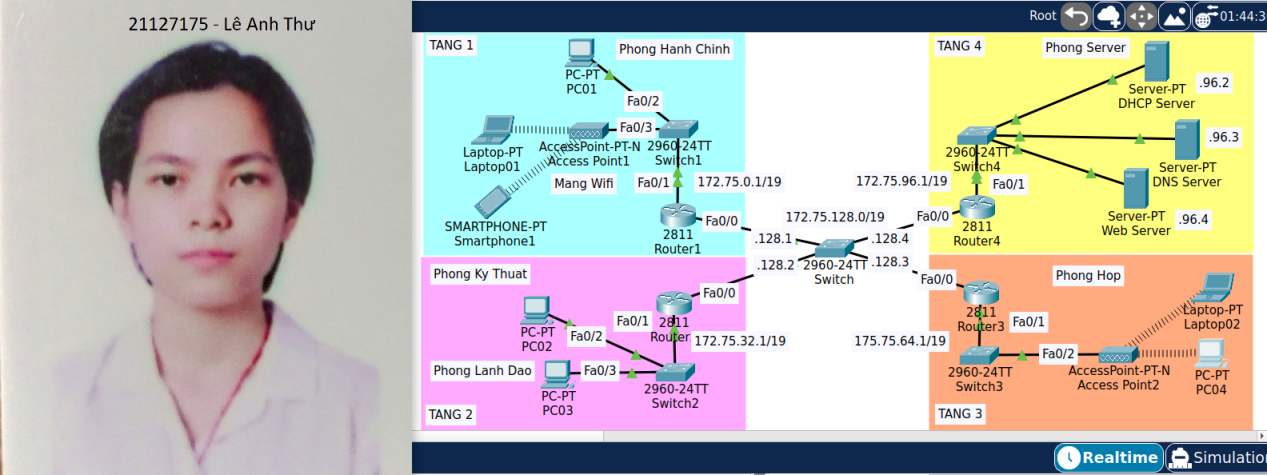 21127175 - Lê Anh Thư
Root
01:44:3
TANG 1
Phong Hanh Chinh
PC-PT
PC01
Fa0/2
Fa0/3
Laptop-PT
Laptop01
AccessPoint-PT-N
Access Point1
2960-24TT
Switch1
Mang Wifi
Fa0/1
172.75.0.1/19
SMARTPHONE-PT
Smartphone1
2811
Router1
Fa0/0
TANG 4
Phong Server
Server-PT
DHCP Server
.96.2
2960-24TT
Switch4
Server-PT
DNS Server
.96.3
172.75.96.1/19
Fa0/1
Server-PT
Web Server
.96.4
Fa0/0
2811
Router4
172.75.128.0/19
.128.1
.128.4
.128.2
.128.3
2960-24TT
Switch
Phong Ky Thuat
Fa0/0
PC-PT
PC02
Fa0/2
Fa0/1
2811
Router
172.75.32.1/19
Phong Lanh Dao
PC-PT
PC03
Fa0/3
2960-24TT
Switch2
TANG 2
Phong Hop
Fa0/0
2811
Router3
Fa0/1
Laptop-PT
Laptop02
175.75.64.1/19
2960-24TT
Switch3
Fa0/2
AccessPoint-PT-N
Access Point2
PC-PT
PC04
TANG 3
Realtime
Simulation